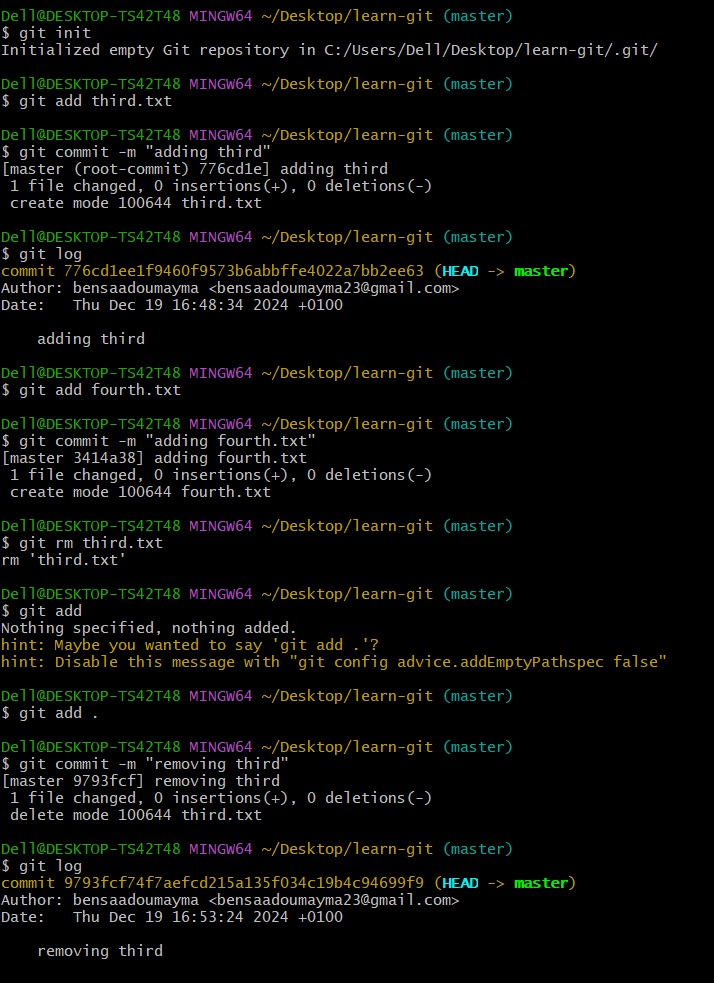 Dell@DESKTOP-TS42T48 MINGW64 ~/Desktop/learn-git (master)
$ git init
Initialized empty Git repository in C:/Users/Dell/Desktop/learn-git/.git/
Dell@DESKTOP-TS42T48 MINGW64 ~/Desktop/learn-git (master)
$ git add third.txt
Dell@DESKTOP-TS42T48 MINGW64 ~/Desktop/learn-git (master)
$ git commit -m "adding third"
[master (root-commit) 776cd1e] adding third
 1 file changed, 0 insertions(+), 0 deletions(-)
 create mode 100644 third.txt
Dell@DESKTOP-TS42T48 MINGW64 ~/Desktop/learn-git (master)
$ git log
commit 776cd1ee1f9460f9573b6abbffe4022a7bb2ee63 (HEAD -> master)
Author: bensaadoumayma <bensaadoumayma23@gmail.com>
Date:   Thu Dec 19 16:48:34 2024 +0100
    adding third
Dell@DESKTOP-TS42T48 MINGW64 ~/Desktop/learn-git (master)
$ git add fourth.txt
Dell@DESKTOP-TS42T48 MINGW64 ~/Desktop/learn-git (master)
$ git commit -m "adding fourth.txt"
[master 3414a38] adding fourth.txt
 1 file changed, 0 insertions(+), 0 deletions(-)
 create mode 100644 fourth.txt
Dell@DESKTOP-TS42T48 MINGW64 ~/Desktop/learn-git (master)
$ git rm third.txt
rm 'third.txt'
Dell@DESKTOP-TS42T48 MINGW64 ~/Desktop/learn-git (master)
$ git add
Nothing specified, nothing added.
hint: Maybe you wanted to say 'git add .'?
hint: Disable this message with "git config advice.addEmptyPathspec false"
Dell@DESKTOP-TS42T48 MINGW64 ~/Desktop/learn-git (master)
$ git add .
Dell@DESKTOP-TS42T48 MINGW64 ~/Desktop/learn-git (master)
$ git commit -m "removing third"
[master 9793fcf] removing third
 1 file changed, 0 insertions(+), 0 deletions(-)
 delete mode 100644 third.txt
Dell@DESKTOP-TS42T48 MINGW64 ~/Desktop/learn-git (master)
$ git log
commit 9793fcf74f7aefcd215a135f034c19b4c94699f9 (HEAD -> master)
Author: bensaadoumayma <bensaadoumayma23@gmail.com>
Date:   Thu Dec 19 16:53:24 2024 +0100
    removing third